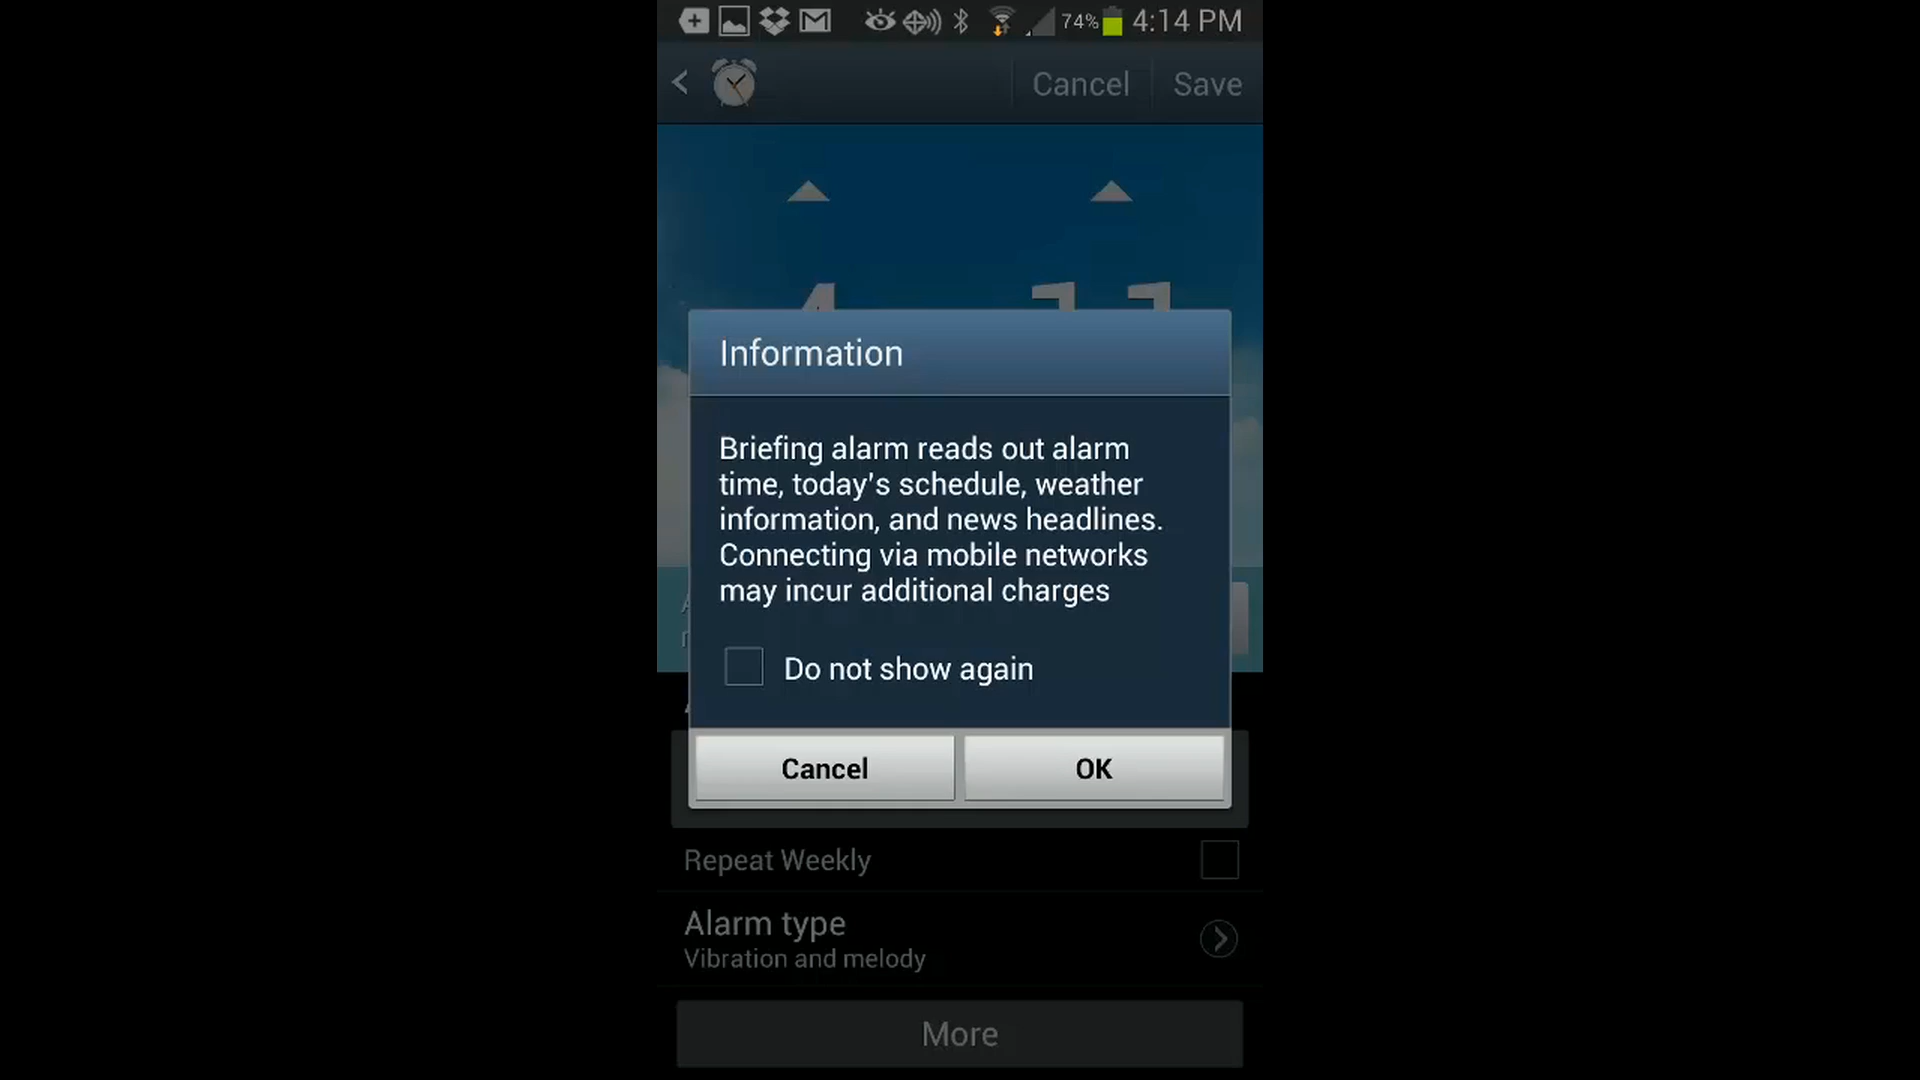 74% 4:14 PM
Cancel Save
4 11
Information
Briefing alarm reads out alarm
time, today's schedule, weather
information, and news headlines.
Connecting via mobile networks
may incur additional charges
Do not show again
Cancel OK
Repeat Weekly
Alarm type
Vibration and melody
More